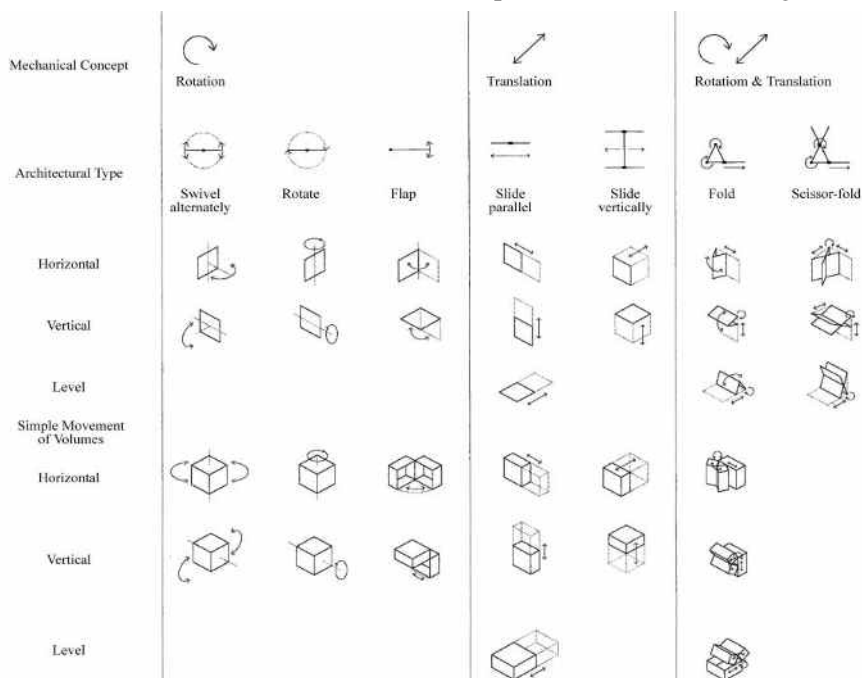 Mechanical Concept
Rotation
Translation
Rotatiom & Translation
Architectural Type
Swivel
alternately
Rotate
Flap
Slide
parallel
Slide
vertically
Fold
Scissor-fold
Horizontal
Vertical
Level
Simple Movement
of Volumes
Horizontal
Vertical
Level